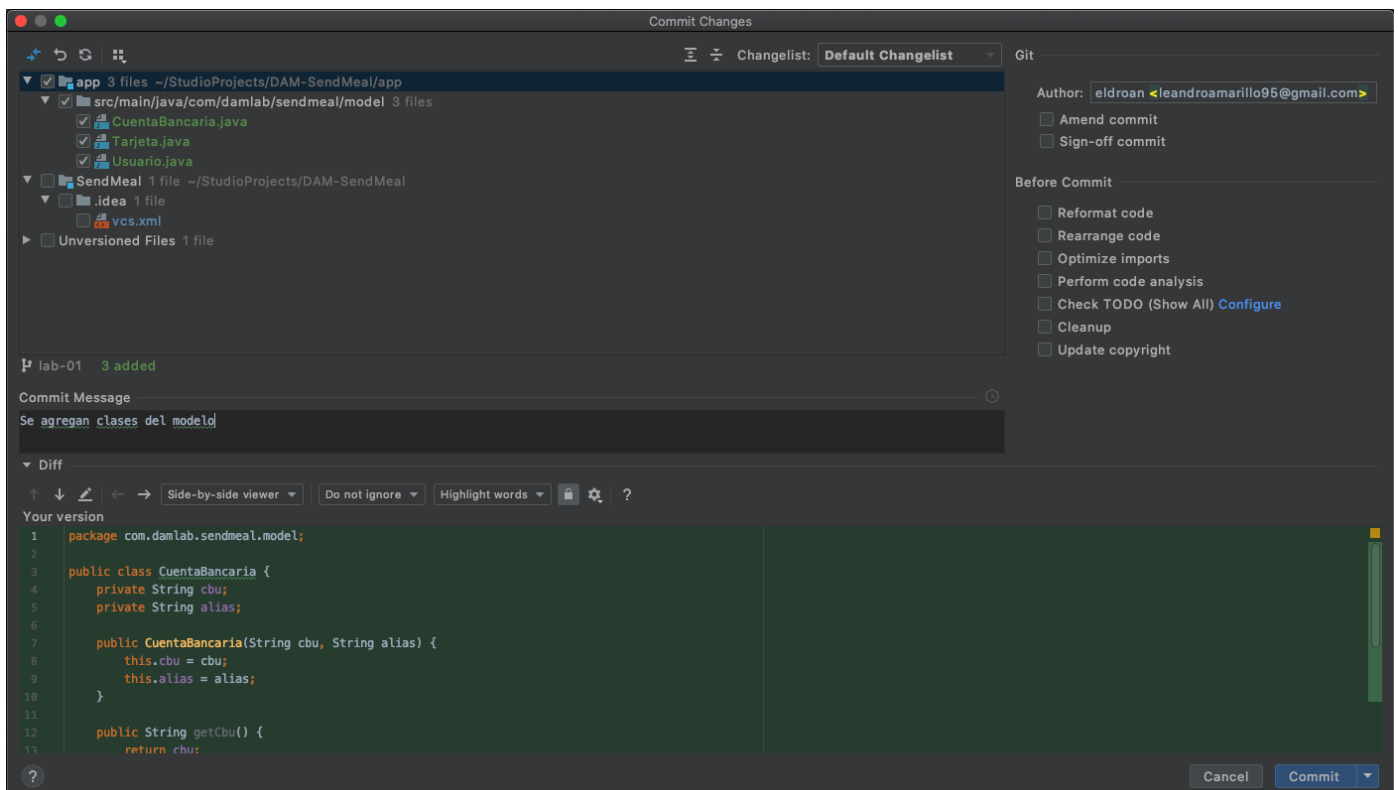 Commit Changes
Changelist: Default Changelist
Git
app 3 files ~/StudioProjects/DAM-SendMeal/app
src/main/java/com/damlab/sendmeal/model 3 files
CuentaBancaria.java
Tarjeta.java
Usuario.java
SendMeal 1 file ~/StudioProjects/DAM-SendMeal
.idea 1 file
vcs.xml
Unversioned Files 1 file
lab-01 3 added
Author: eldroan <leandroamarillo95@gmail.com>
Amend commit
Sign-off commit
Before Commit
Reformat code
Rearrange code
Optimize imports
Perform code analysis
Check TODO (Show All) Configure
Cleanup
Update copyright
Commit Message
Se agregan clases del modelo
Diff
Side-by-side viewer Do not ignore Highlight words ?
Your version
1 package com.damlab.sendmeal.model;
2
3 public class CuentaBancaria {
4 private String cbu;
5 private String alias;
6
7 public CuentaBancaria(String cbu, String alias) {
8 this.cbu = cbu;
9 this.alias = alias;
10 }
11
12 public String getCbu() {
13 return cbu;
? Cancel Commit